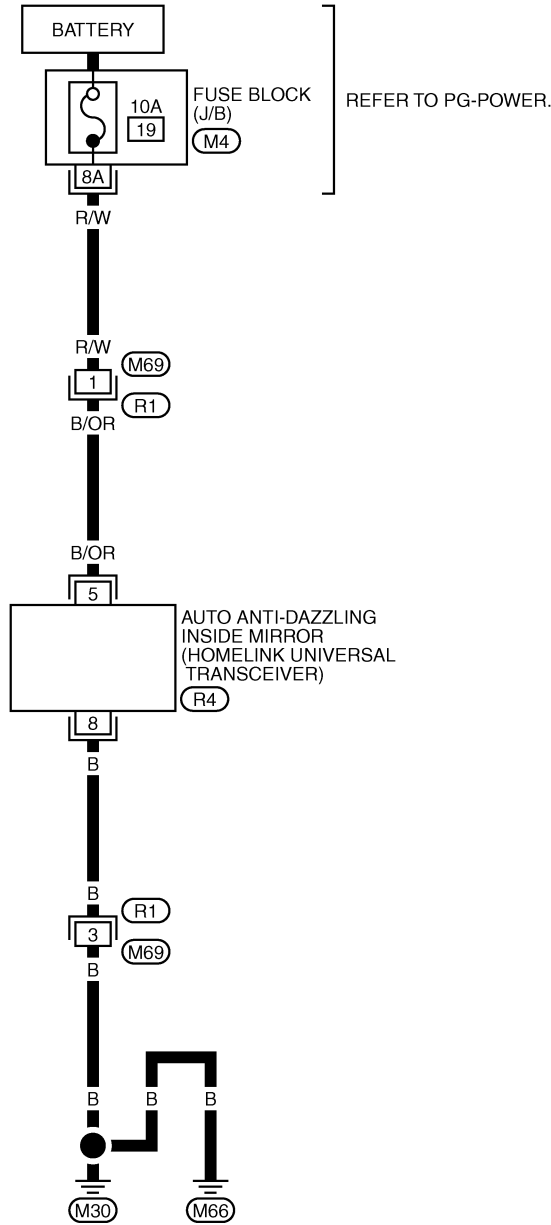 BATTERY
FUSE BLOCK
(J/B)
REFER TO PG-POWER.
10A
19
M4
8A
R/W
R/W
M69
1
R1
B/OR
B/OR
5
AUTO ANTI-DAZZLING
INSIDE MIRROR
(HOMELINK UNIVERSAL
TRANSCEIVER)
R4
8
B
B
R1
3
M69
B
B B B
M30 M66